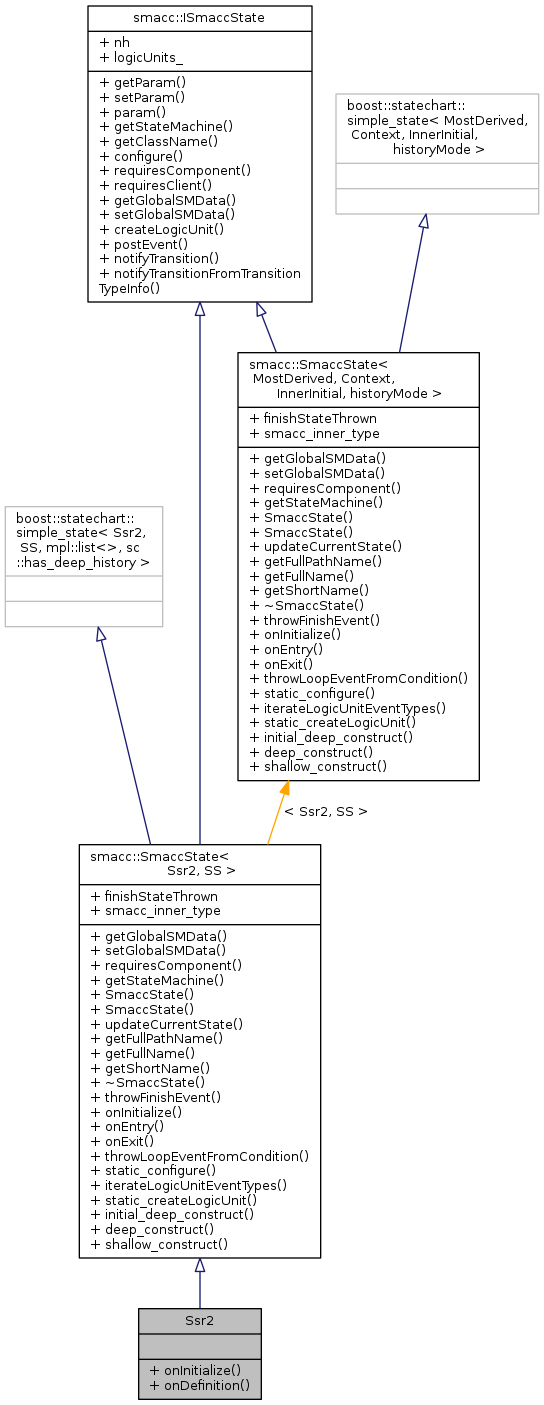 smacc::ISmaccState
+ nh
+ logicUnits_
+ getParam()
+ setParam()
+ param()
+ getStateMachine()
+ getClassName()
+ configure()
+ requiresComponent()
+ requiresClient()
+ getGlobalSMData()
+ setGlobalSMData()
+ createLogicUnit()
+ postEvent()
+ notifyTransition()
+ notifyTransitionFromTransition
TypeInfo()
boost::statechart::
simple_state< MostDerived,
Context, InnerInitial,
historyMode >
smacc::SmaccState<
MostDerived, Context,
InnerInitial, historyMode >
+ finishStateThrown
+ smacc_inner_type
+ getGlobalSMData()
+ setGlobalSMData()
+ requiresComponent()
+ getStateMachine()
+ SmaccState()
+ SmaccState()
+ updateCurrentState()
+ getFullPathName()
+ getFullName()
+ getShortName()
+ ~SmaccState()
+ throwFinishEvent()
+ onInitialize()
+ onEntry()
+ onExit()
+ throwLoopEventFromCondition()
+ static_configure()
+ iterateLogicUnitEventTypes()
+ static_createLogicUnit()
+ initial_deep_construct()
+ deep_construct()
+ shallow_construct()
boost::statechart::
simple_state< Ssr2,
SS, mpl::list<>, sc
::has_deep_history >
< Ssr2, SS >
smacc::SmaccState<
Ssr2, SS >
+ finishStateThrown
+ smacc_inner_type
+ getGlobalSMData()
+ setGlobalSMData()
+ requiresComponent()
+ getStateMachine()
+ SmaccState()
+ SmaccState()
+ updateCurrentState()
+ getFullPathName()
+ getFullName()
+ getShortName()
+ ~SmaccState()
+ throwFinishEvent()
+ onInitialize()
+ onEntry()
+ onExit()
+ throwLoopEventFromCondition()
+ static_configure()
+ iterateLogicUnitEventTypes()
+ static_createLogicUnit()
+ initial_deep_construct()
+ deep_construct()
+ shallow_construct()
Ssr2
+ onInitialize()
+ onDefinition()